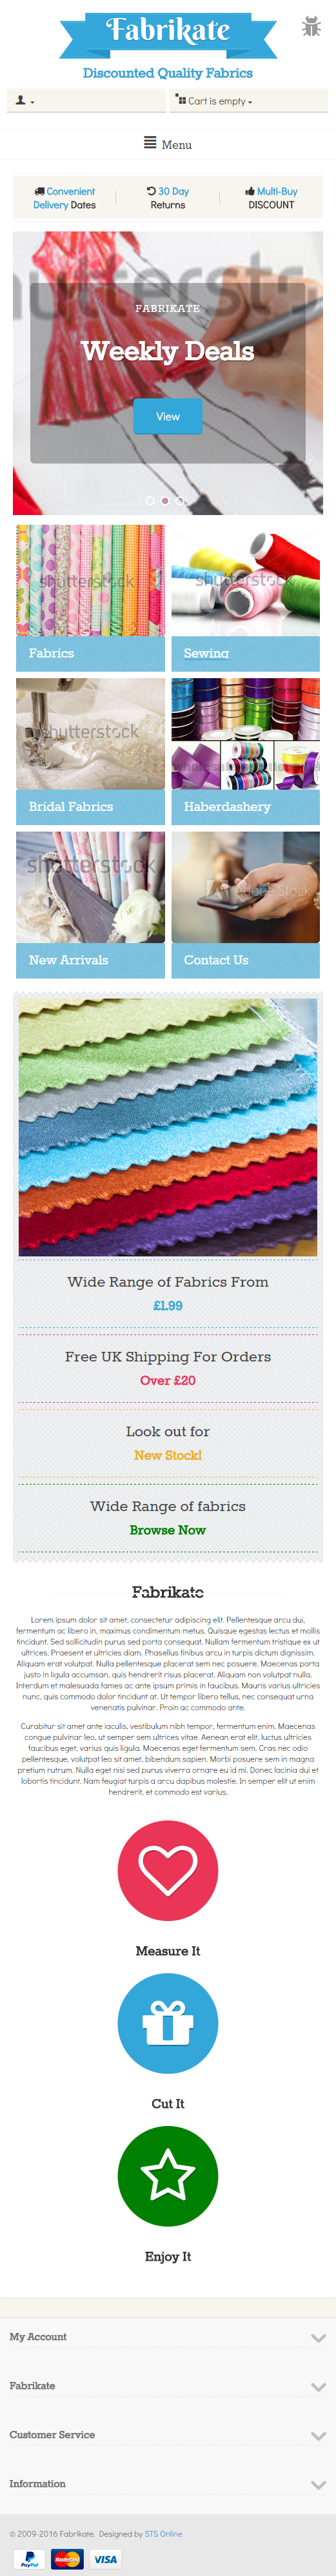 Fabrikate
Discounted Quality Fabrics
Cart is empty
Menu
Convenient Delivery Dates
30 Day Returns
Multi-Buy DISCOUNT
shutterstock
FABRIKATE
Weekly Deals
View
shutterstock
Fabrics
shutterstock
Sewing
shutterstock
Bridal Fabrics
Haberdashery
shutterstock
New Arrivals
Adobe Stock
Contact Us
Wide Range of Fabrics From
£1.99
Free UK Shipping For Orders
Over £20
Look out for
New Stock!
Wide Range of fabrics
Browse Now
Fabrikate
Lorem ipsum dolor sit amet, consectetur adipiscing elit. Pellentesque arcu dui,
fermentum ac libero in, maximus condimentum metus. Quisque egestas lectus et mollis
tincidunt. Sed sollicitudin purus sed porta consequat. Nullam fermentum tristique ex ut
ultrices. Praesent et ultricies diam. Phasellus finibus arcu in turpis dictum dignissim.
Aliquam erat volutpat. Nulla pellentesque placerat sem nec posuere. Maecenas porta
justo in ligula accumsan, quis hendrerit risus placerat. Aliquam non volutpat nulla.
Interdum et malesuada fames ac ante ipsum primis in faucibus. Mauris varius ultricies
nunc, quis commodo dolor tincidunt at. Ut tempor libero tellus, nec consequat urna
venenatis pulvinar. Proin ac commodo ante.
Curabitur sit amet ante iaculis, vestibulum nibh tempor, fermentum enim. Maecenas
congue pulvinar leo, ut semper sem ultrices vitae. Aenean erat elit, luctus ultricies
faucibus eget, varius quis ligula. Maecenas eget fermentum sem. Cras nec odio
pellentesque, volutpat leo sit amet, bibendum sapien. Morbi posuere sem in magna
pretium rutrum. Nulla eget nisi sed purus viverra ornare eu id mi. Donec lacinia dui et
lobortis tincidunt. Nam feugiat turpis a arcu dapibus molestie. In semper elit ut enim
hendrerit, et commodo est varius.
Measure It
Cut It
Enjoy It
My Account
Fabrikate
Customer Service
Information
© 2009-2016 Fabrikate. Designed by STS Online
PayPal
MasterCard
VISA